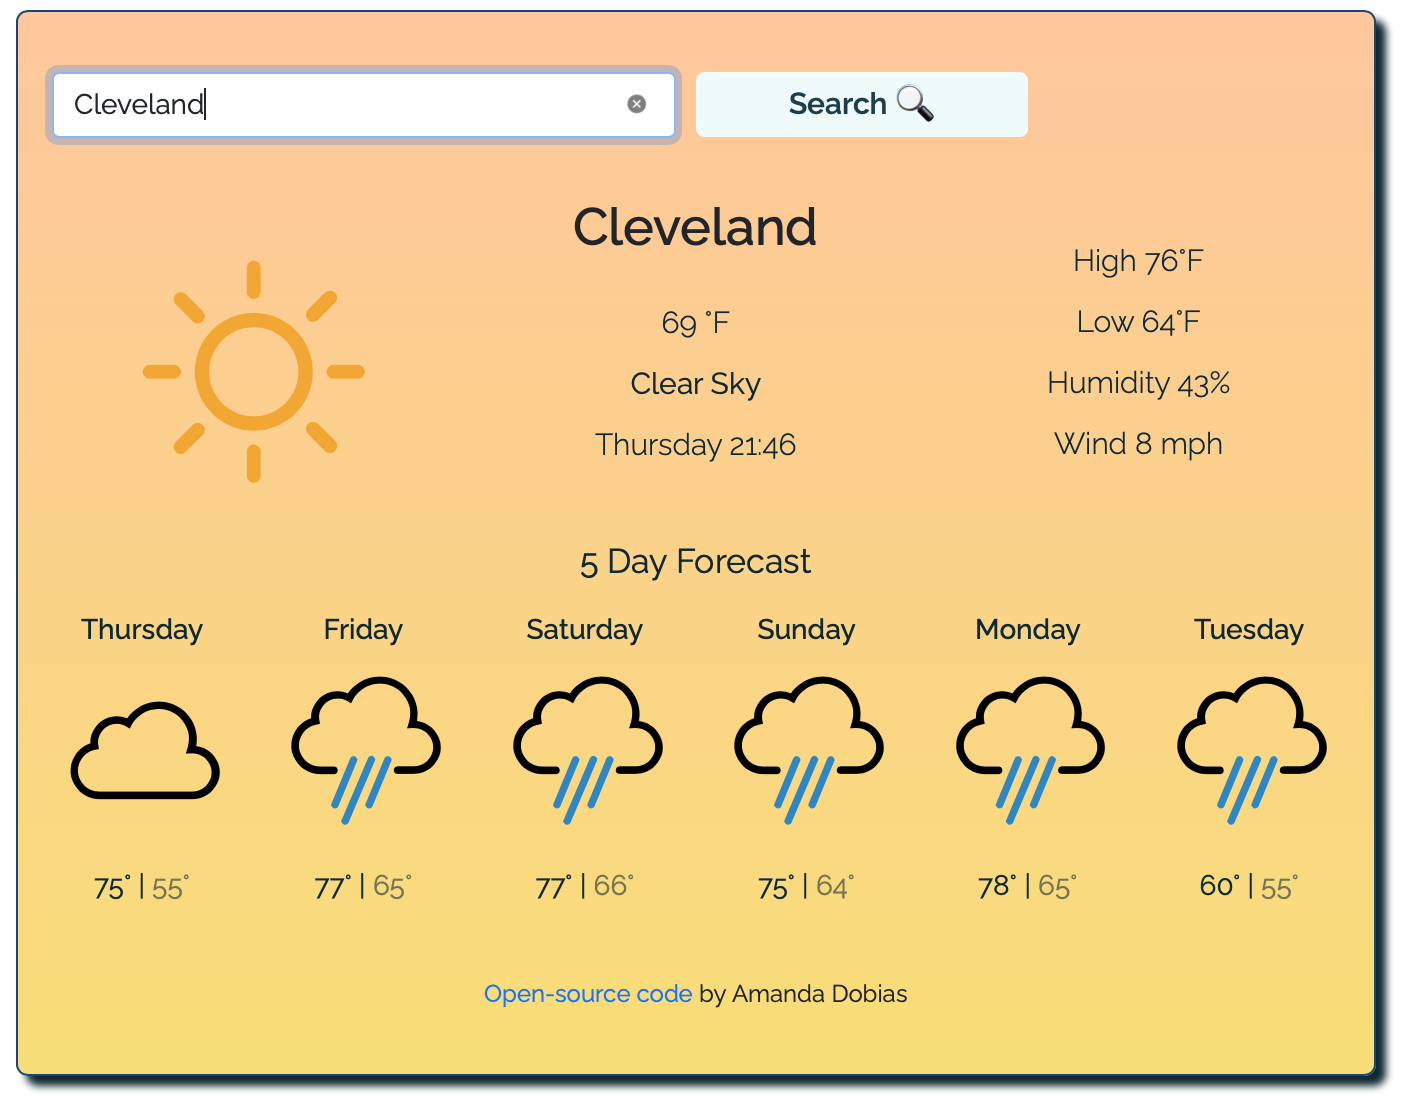 Cleveland
Search
Cleveland
69 °F
Clear Sky
Thursday 21:46
High 76°F
Low 64°F
Humidity 43%
Wind 8 mph
5 Day Forecast
Thursday Friday Saturday Sunday Monday Tuesday
75° | 55° 77° | 65° 77° | 66° 75° | 64° 78° | 65° 60° | 55°
Open-source code by Amanda Dobias